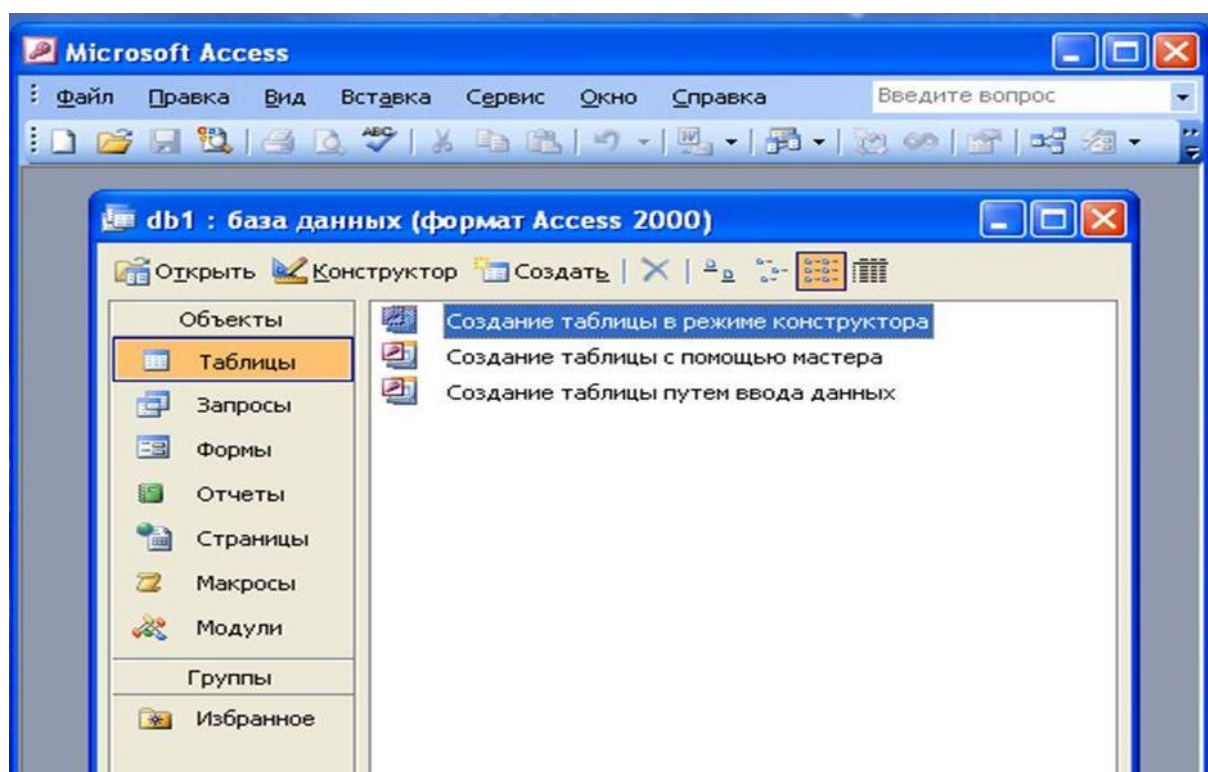 Microsoft Access
Файл Правка Вид Вставка Сервис Окно Справка Введите вопрос
ABC W
db1 : база данных (формат Access 2000)
Открыть Конструктор Создать
Объекты
Таблицы
Запросы
Формы
Отчеты
Страницы
Макросы
Модули
Группы
Избранное
Создание таблицы в режиме конструктора
Создание таблицы с помощью мастера
Создание таблицы путем ввода данных